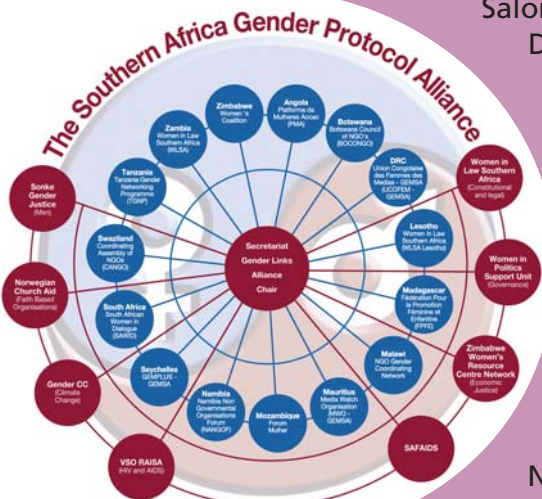 The Southern Africa Gender Protocol Alliance
Zimbabwe
Women 's
Coalition
Angola
Plataforma da
Mulheres Accao
(PMA)
Botswana
Botswana Council
of NGO's
(BOCONGO)
DRC
Union Congolaise
des Femmes des
Medias - GEMSA
(UCOFEM -
GEMSA)
Lesotho
Women in Law
Southern Africa
(WLSA Lesotho)
Madagascar
Fédération Pour
la Promotion
Féminine et
Enfantine
(FPFE)
Malawi
NGO Gender
Coordinating
Network
Mauritius
Media Watch
Organisation
(MWO -
GEMSA)
Mozambique
Forum
Mulher
Namibia
Namibia Non
Governmental
Organisations
Forum
(NANGOF)
Seychelles
GEMPLUS -
GEMSA
South Africa
South African
Women in
Dialogue
(SAWID)
Swaziland
Coordinating
Assembly of
NGOs
(CANGO)
Tanzania
Tanzania Gender
Networking
Programme
(TGNP)
Zambia
Women in Law
Southern Africa
(WLSA)
Secretariat
Gender Links
Alliance
Chair
Women in
Law Southern
Africa
(Constitutional
and legal)
Women in
Politics
Support Unit
(Governance)
Zimbabwe
Women's
Resource
Centre Network
(Economic
Justice)
SAFAIDS
VSO RAISA
(HIV and AIDS)
Gender CC
(Climate
Change)
Norwegian
Church Aid
(Faith Based
Organisations)
Sonke
Gender
Justice
(Men)
Salor
D
N